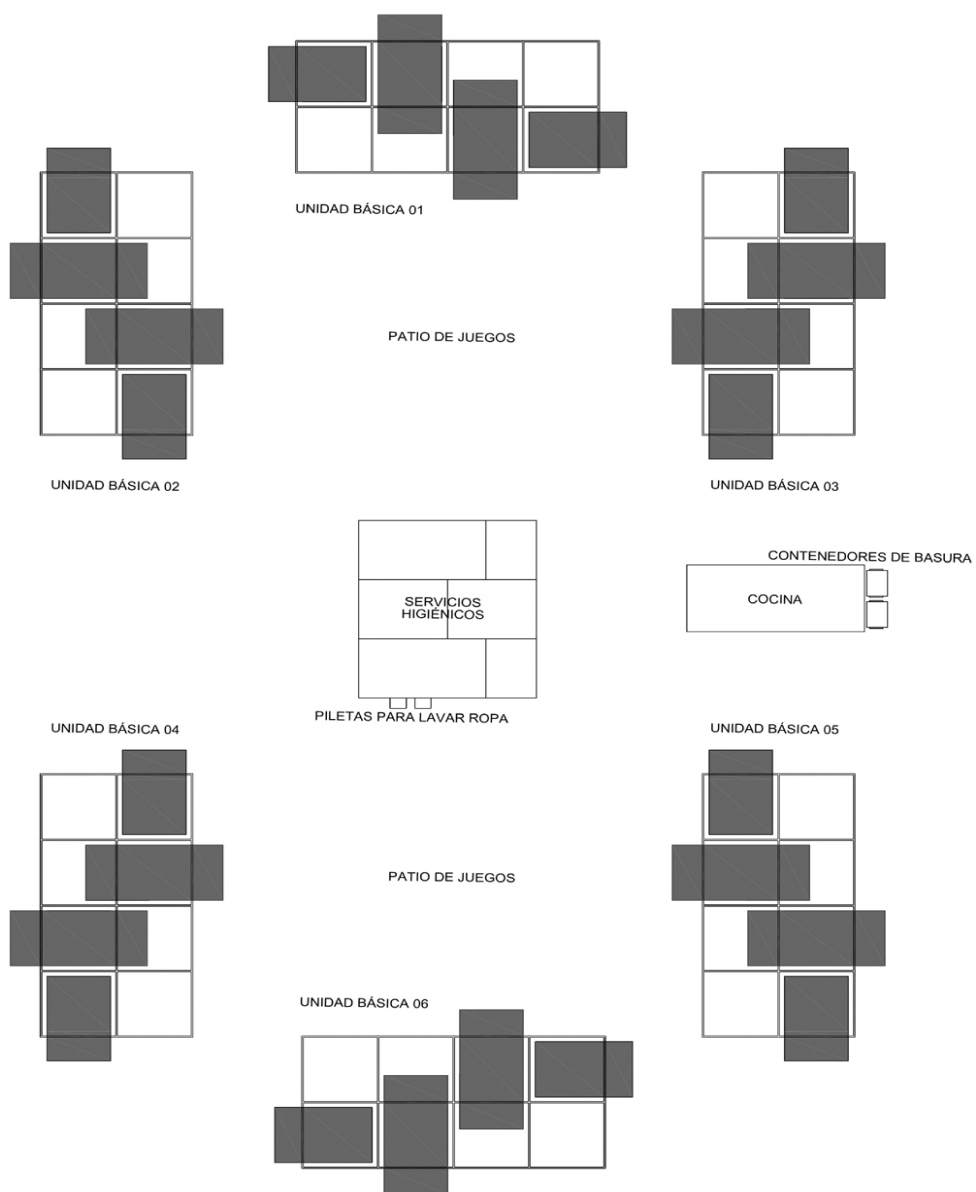 UNIDAD BÁSICA 01
PATIO DE JUEGOS
UNIDAD BÁSICA 02
UNIDAD BÁSICA 03
CONTENEDORES DE BASURA
SERVICIOS
HIGIÉNICOS
COCINA
PILETAS PARA LAVAR ROPA
UNIDAD BÁSICA 04
UNIDAD BÁSICA 05
PATIO DE JUEGOS
UNIDAD BÁSICA 06